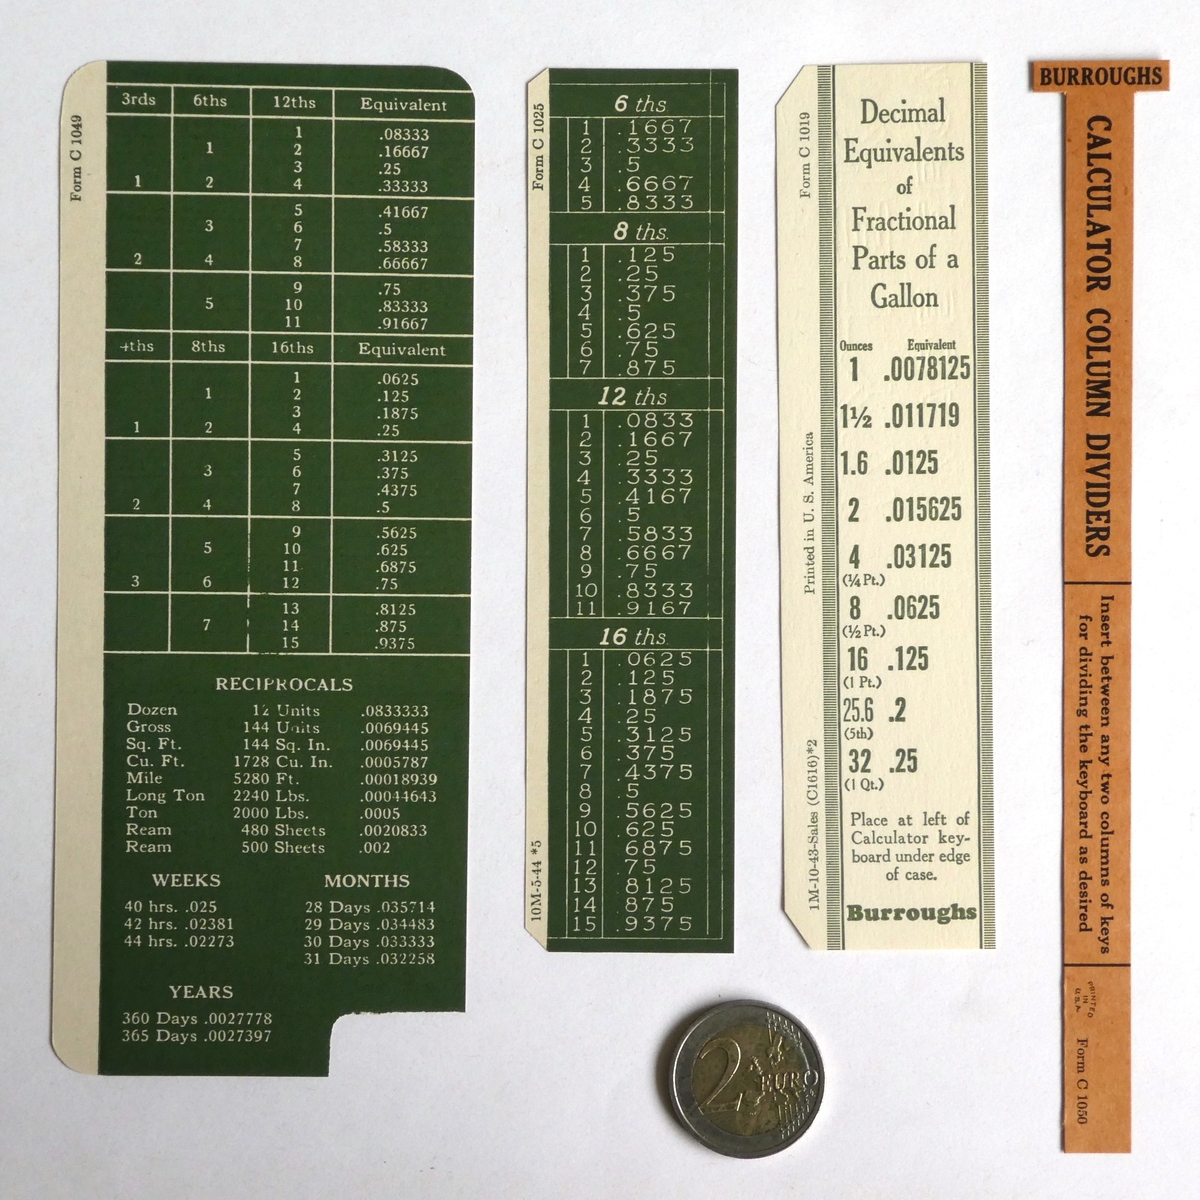 Form C 1049
3rds 6ths 12ths Equivalent
1 .08333
1 2 .16667
3 .25
1 2 4 .33333
5 .41667
3 6 .5
7 .58333
2 4 8 .66667
9 .75
5 10 .83333
11 .91667
4ths 8ths 16ths Equivalent
1 .0625
1 2 .125
3 .1875
1 2 4 .25
5 .3125
3 6 .375
7 .4375
2 4 8 .5
9 .5625
5 10 .625
11 .6875
3 6 12 .75
13 .8125
7 14 .875
15 .9375
RECIPROCALS
Dozen 12 Units .0833333
Gross 144 Units .0069445
Sq. Ft. 144 Sq. In. .0069445
Cu. Ft. 1728 Cu. In. .0005787
Mile 5280 Ft. .00018939
Long Ton 2240 Lbs. .00044643
Ton 2000 Lbs. .0005
Ream 480 Sheets .0020833
Ream 500 Sheets .002
WEEKS
40 hrs. .025
42 hrs. .02381
44 hrs. .02273
MONTHS
28 Days .035714
29 Days .034483
30 Days .033333
31 Days .032258
YEARS
360 Days .0027778
365 Days .0027397
Form C 1025
10M-5-44 *5
6 ths
1 .1667
2 .3333
3 .5
4 .6667
5 .8333
8 ths.
1 .125
2 .25
3 .375
4 .5
5 .625
6 .75
7 .875
12 ths
1 .0833
2 .1667
3 .25
4 .3333
5 .4167
6 .5
7 .5833
8 .6667
9 .75
10 .8333
11 .9167
16 ths
1 .0625
2 .125
3 .1875
4 .25
5 .3125
6 .375
7 .4375
8 .5
9 .5625
10 .625
11 .6875
12 .75
13 .8125
14 .875
15 .9375
Form C 1019
Printed in U. S. America
1M-10-43-Sales (C1616)*2
Decimal
Equivalents
of
Fractional
Parts of a
Gallon
Ounces Equivalent
1 .0078125
1½ .011719
1.6 .0125
2 .015625
4 .03125
(¼ Pt.)
8 .0625
(½ Pt.)
16 .125
(1 Pt.)
25.6 .2
(5th)
32 .25
(1 Qt.)
Place at left of
Calculator key-
board under edge
of case.
Burroughs
BURROUGHS
CALCULATOR COLUMN DIVIDERS
Insert between any two columns of keys
for dividing the keyboard as desired
PRINTED
IN
U.S.A.
Form C 1050
2 EURO